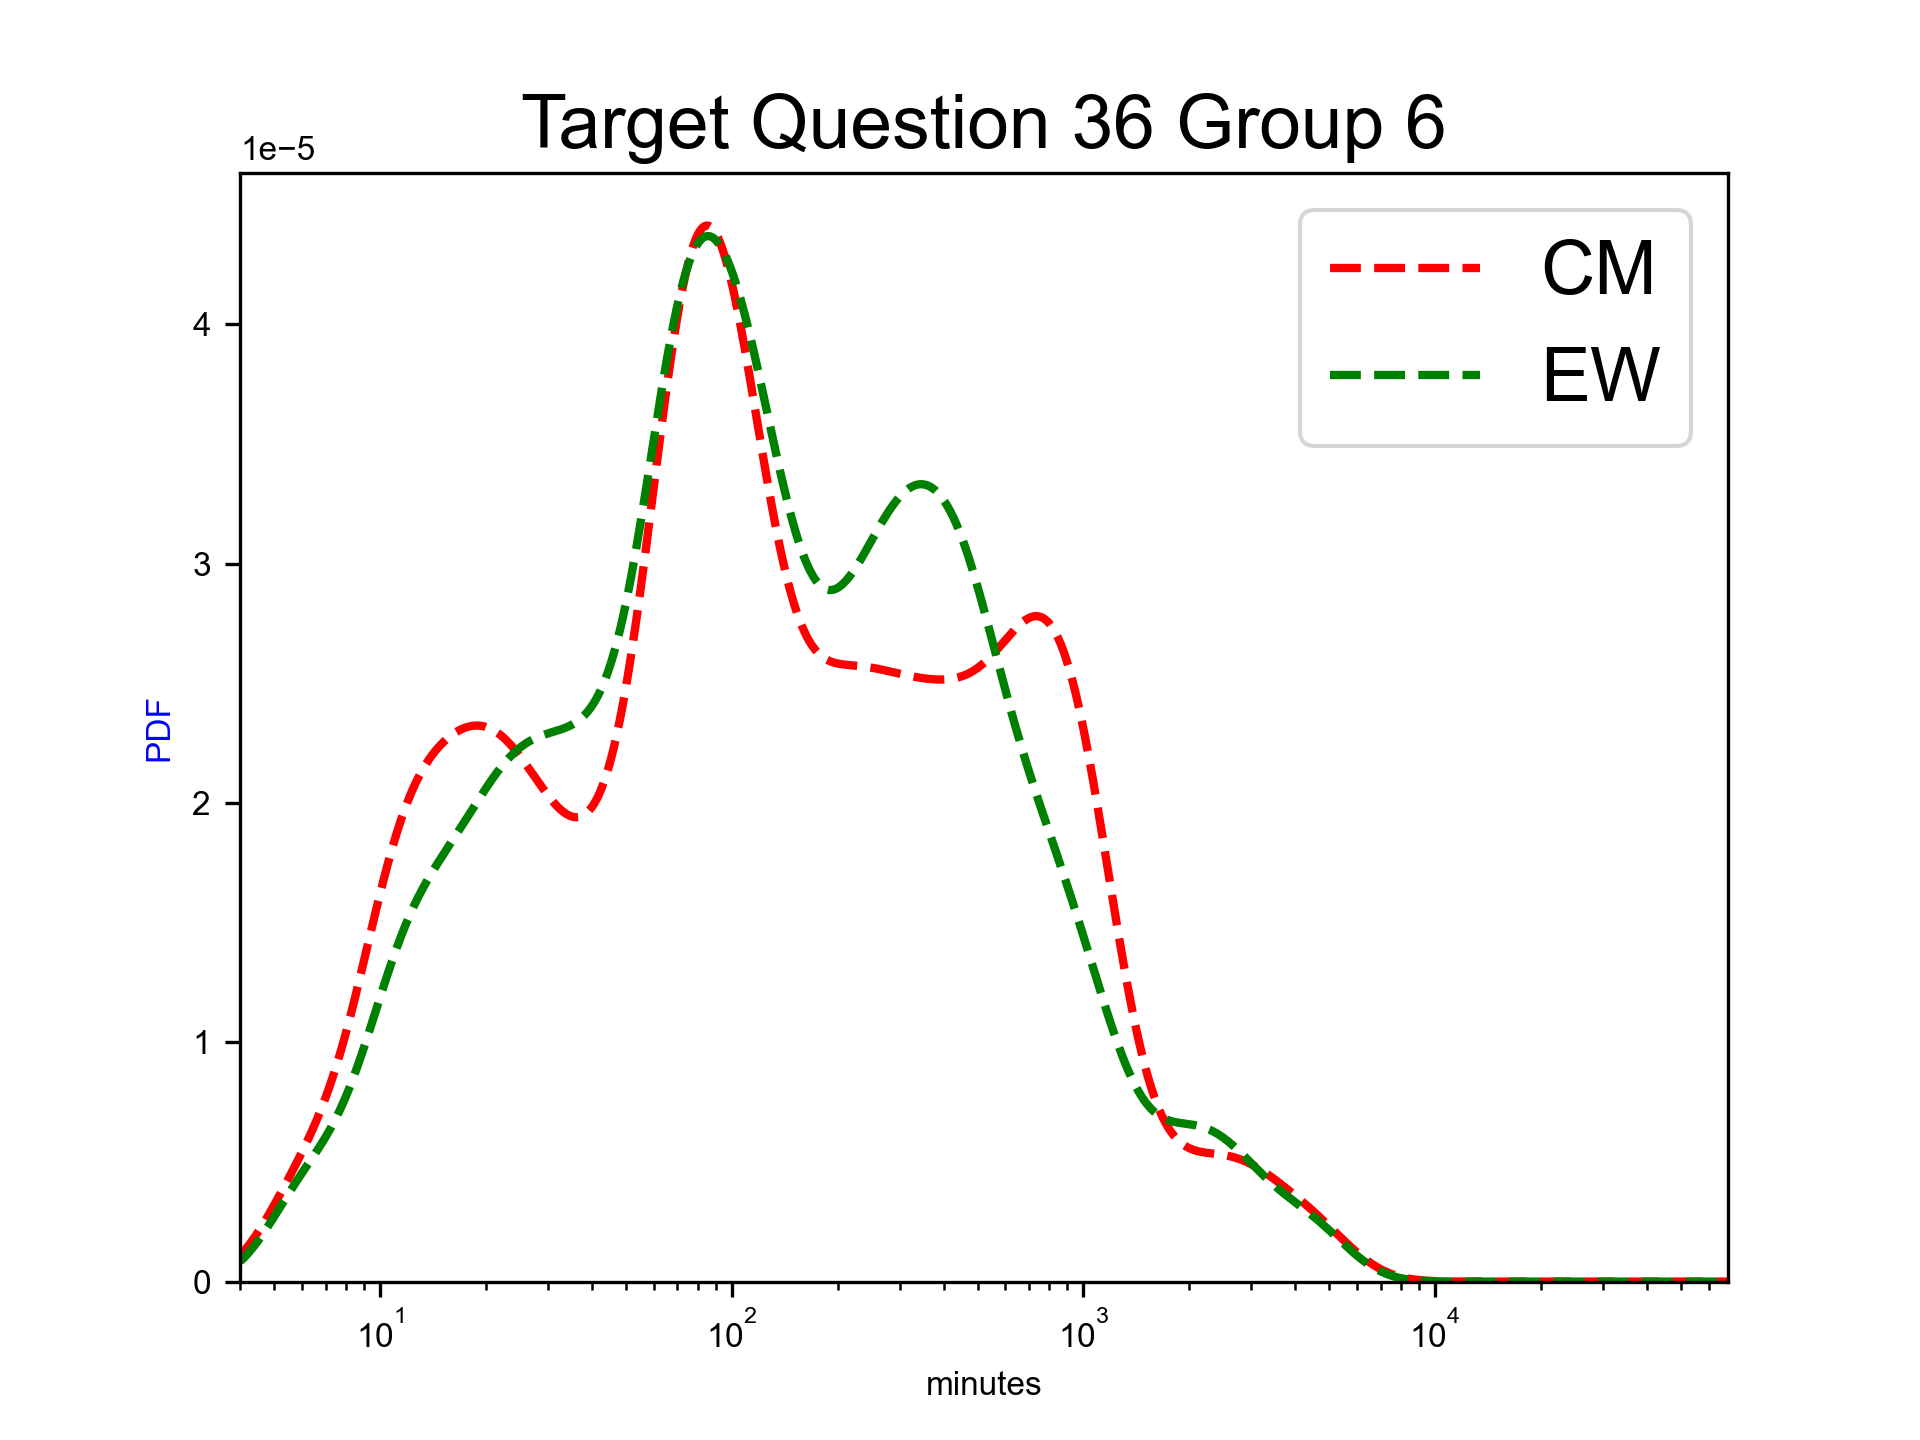 Target Question 36 Group 6
1e−5
CM
EW
4
3
2
1
0
PDF
10¹ 10² 10³ 10⁴
minutes